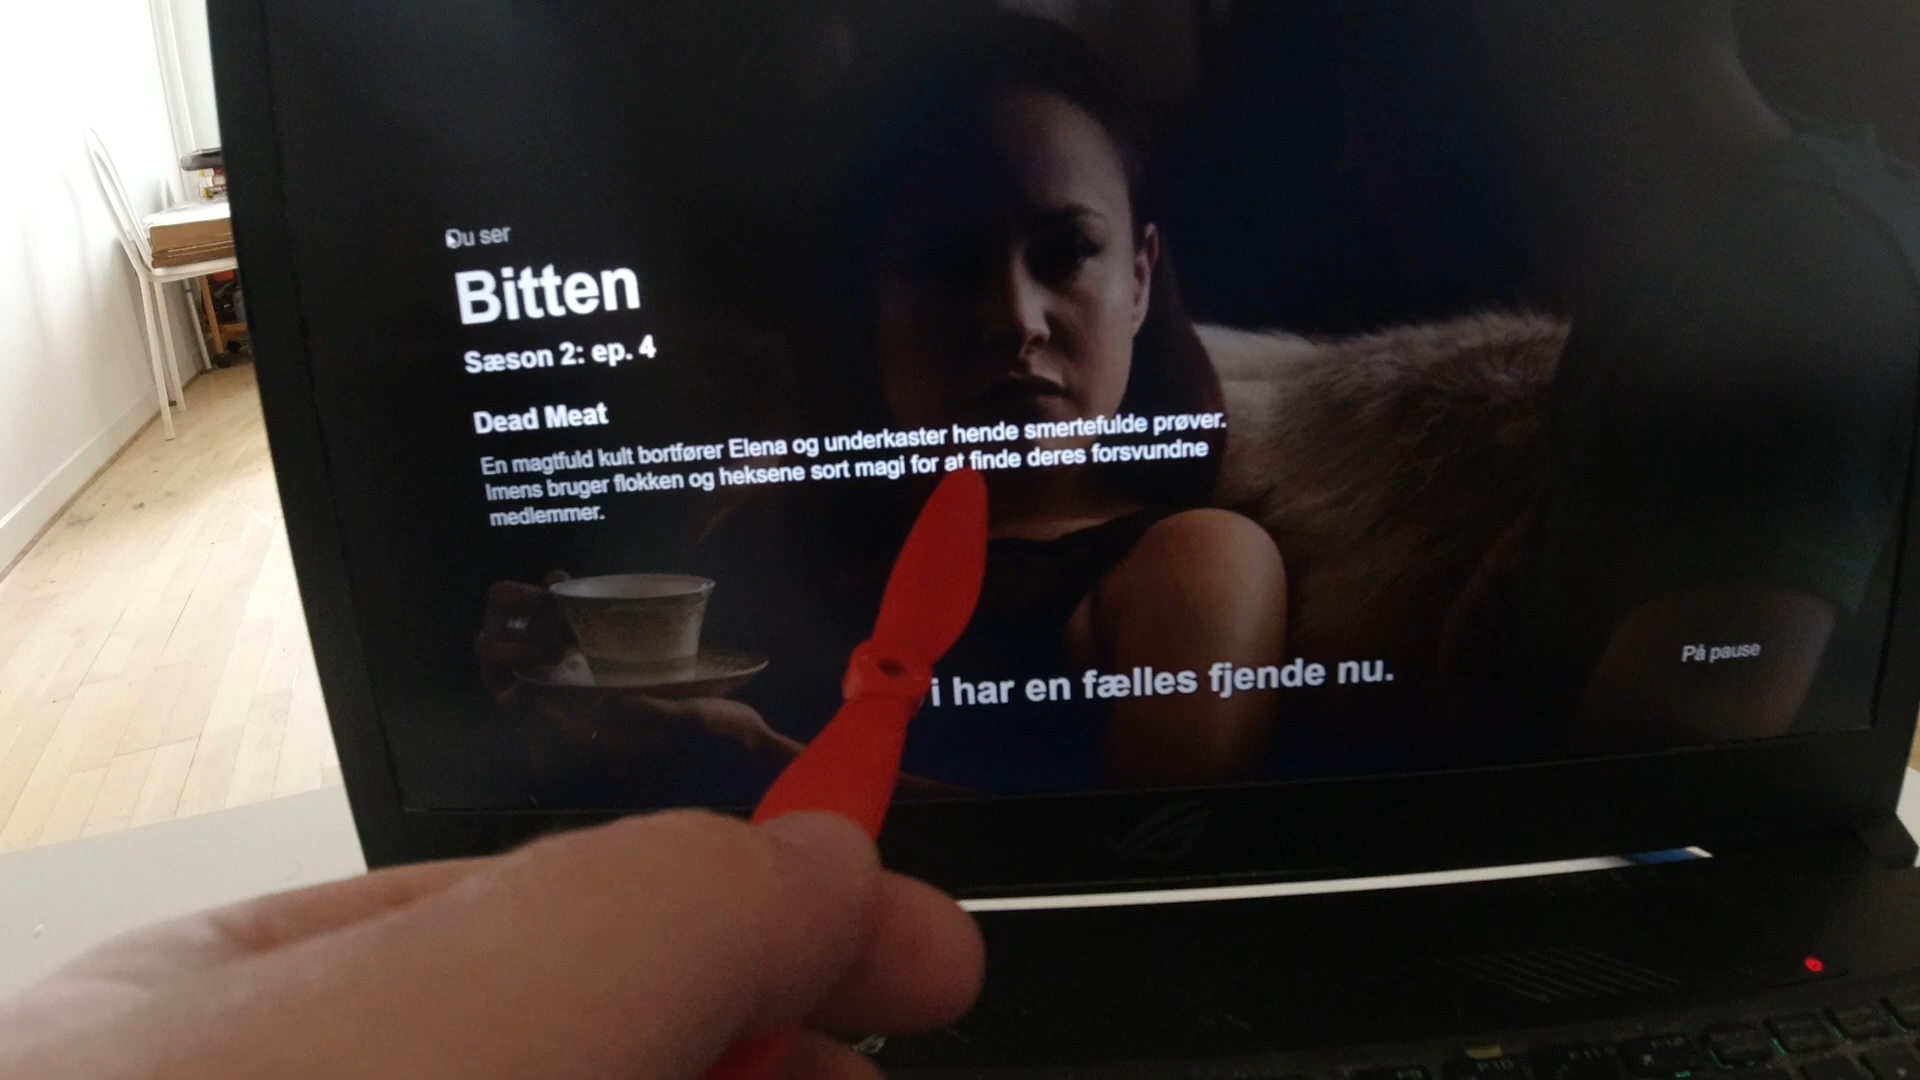 Du ser
Bitten
Sæson 2: ep. 4
Dead Meat
En magtfuld kult bortfører Elena og underkaster hende smertefulde prøver.
Imens bruger flokken og heksene sort magi for at finde deres forsvundne
medlemmer.
i har en fælles fjende nu.
På pause